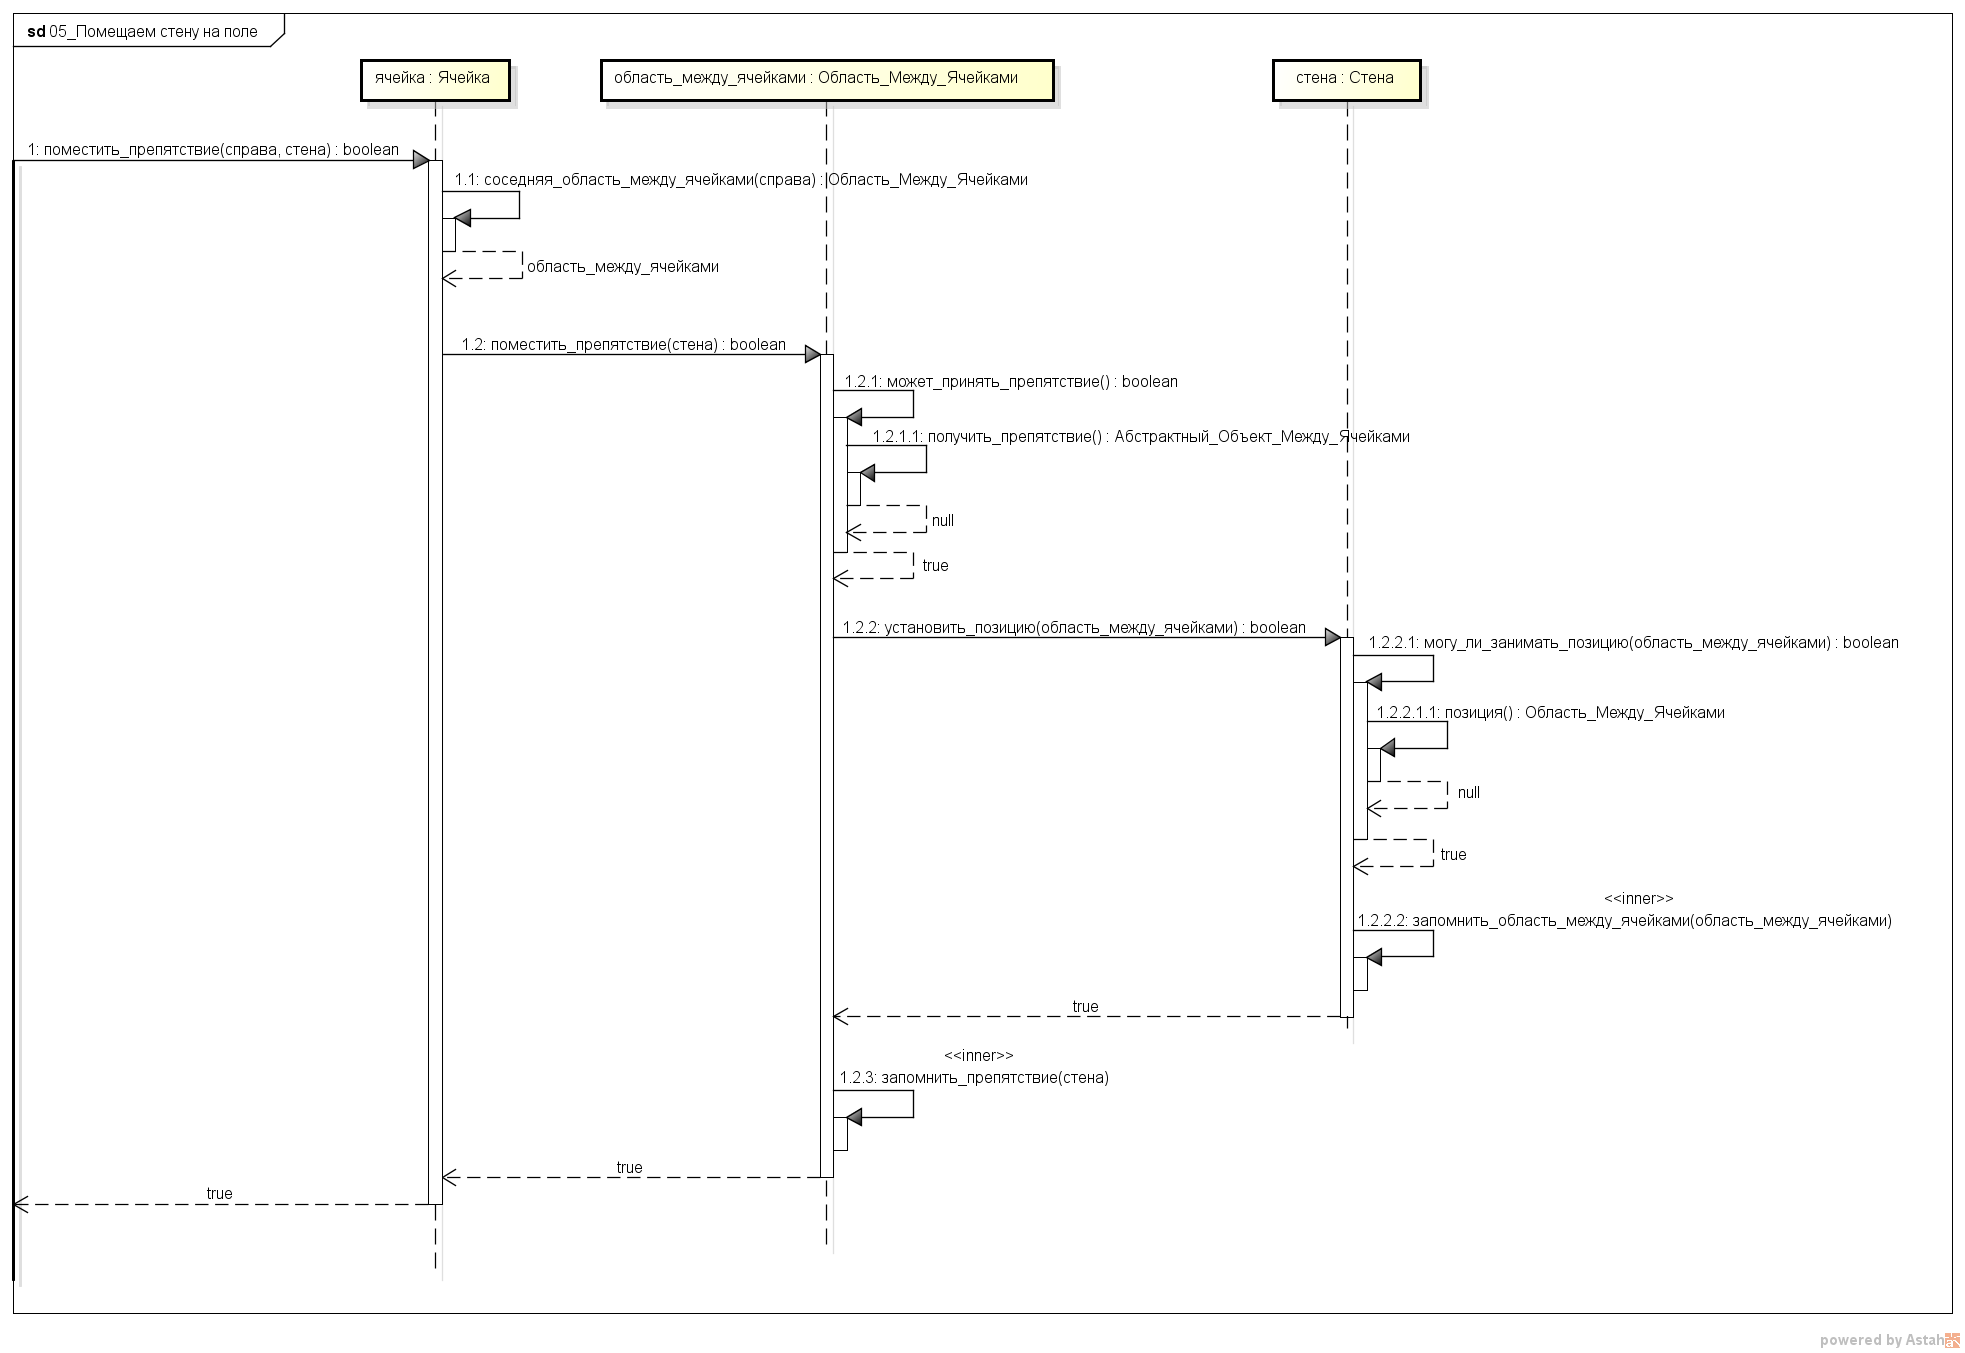 sd 05_Помещаем стену на поле
ячейка : Ячейка
область_между_ячейками : Область_Между_Ячейками
стена : Стена
1: поместить_препятствие(справа, стена) : boolean
1.1: соседняя_область_между_ячейками(справа) : Область_Между_Ячейками
область_между_ячейками
1.2: поместить_препятствие(стена) : boolean
1.2.1: может_принять_препятствие() : boolean
1.2.1.1: получить_препятствие() : Абстрактный_Объект_Между_Ячейками
null
true
1.2.2: установить_позицию(область_между_ячейками) : boolean
1.2.2.1: могу_ли_занимать_позицию(область_между_ячейками) : boolean
1.2.2.1.1: позиция() : Область_Между_Ячейками
null
true
<<inner>>
1.2.2.2: запомнить_область_между_ячейками(область_между_ячейками)
true
<<inner>>
1.2.3: запомнить_препятствие(стена)
true
true
powered by Astah